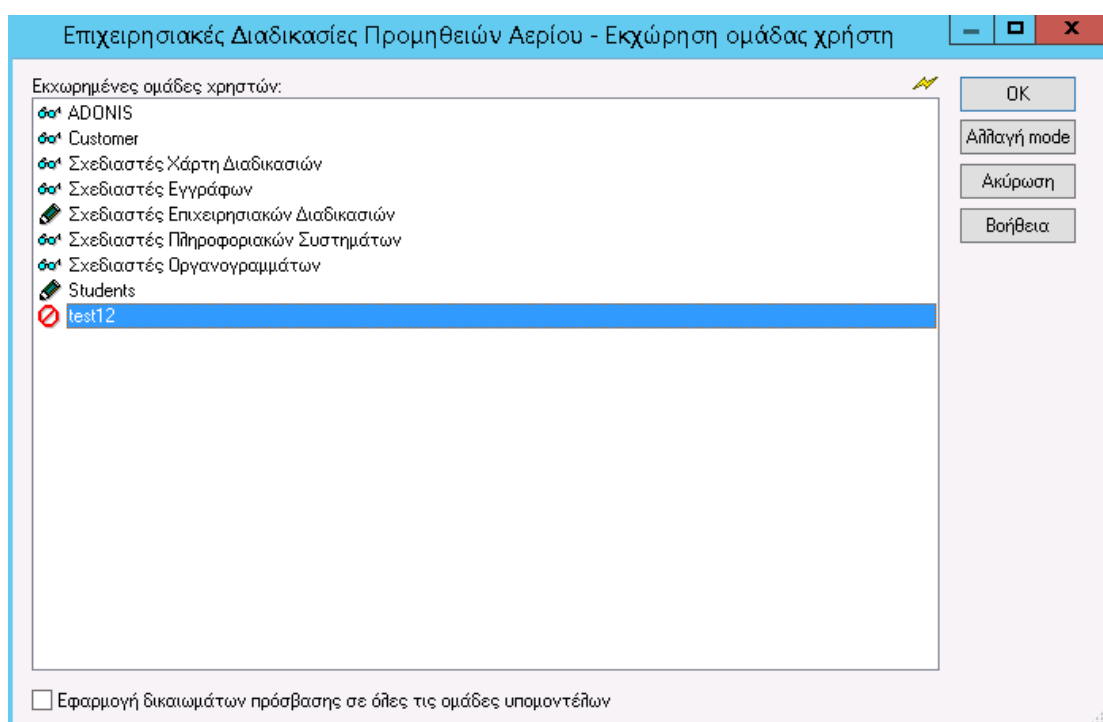 Επιχειρησιακές Διαδικασίες Προμηθειών Αερίου - Εκχώρηση ομάδας χρήστη
Εκχωρημένες ομάδες χρηστών:
ADONIS
Customer
Σχεδιαστές Χάρτη Διαδικασιών
Σχεδιαστές Εγγράφων
Σχεδιαστές Επιχειρησιακών Διαδικασιών
Σχεδιαστές Πληροφοριακών Συστημάτων
Σχεδιαστές Οργανογραμμάτων
Students
test12
OK
Αλλαγή mode
Ακύρωση
Βοήθεια
Εφαρμογή δικαιωμάτων πρόσβασης σε όλες τις ομάδες υπομοντέλων